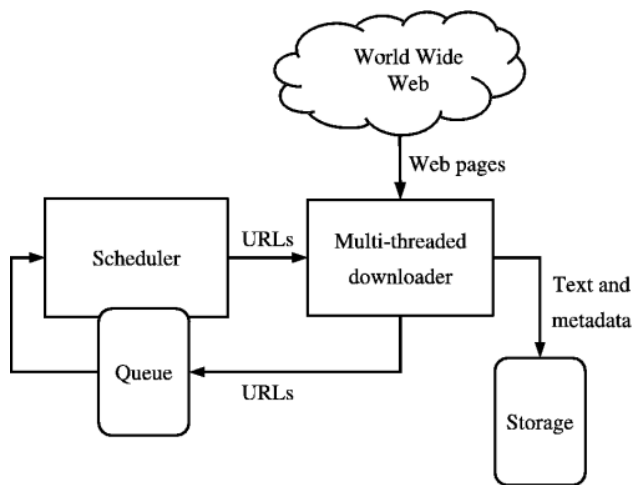 World Wide
Web
Web pages
Scheduler
URLs
Multi-threaded
downloader
Text and
metadata
Queue
URLs
Storage